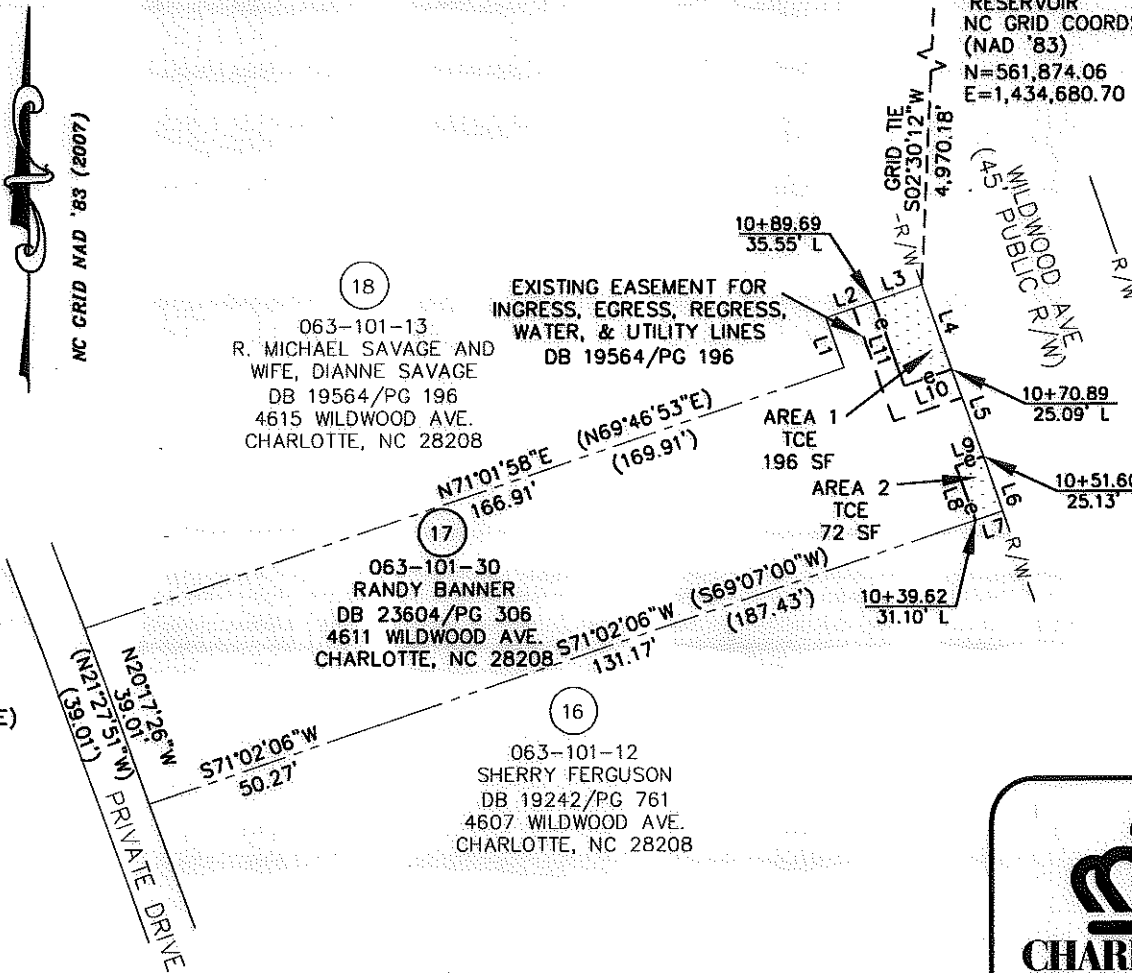 RESERVOIR
NC GRID COORDS
(NAD '83)
N=561,874.06
E=1,434,680.70
NC GRID NAD '83 (2007)
GRID TIE
S02°30'12"W
4,970.18'
WILDWOOD AVE
(45' PUBLIC R/W)
R/W
R/W
10+89.69
35.55' L
18
063-101-13
R. MICHAEL SAVAGE AND
WIFE, DIANNE SAVAGE
DB 19564/PG 196
4615 WILDWOOD AVE.
CHARLOTTE, NC 28208
EXISTING EASEMENT FOR
INGRESS, EGRESS, REGRESS,
WATER, & UTILITY LINES
DB 19564/PG 196
L2
L3
L1
e
L11
L4
e
L10
L5
10+70.89
25.09' L
AREA 1
TCE
196 SF
N71°01'58"E (N69°46'53"E)
166.91' (169.91')
L9
e
10+51.60
25.13'
AREA 2
TCE
72 SF
L8
e
L6
L7
R/W
17
063-101-30
RANDY BANNER
DB 23604/PG 306
4611 WILDWOOD AVE.
CHARLOTTE, NC 28208
S71°02'06"W (S69°07'00"W)
131.17' (187.43')
10+39.62
31.10' L
N20°17'26"W
39.01'
(N21°27'51"W)
(39.01')
PRIVATE DRIVE
S71°02'06"W
50.27'
E)
16
063-101-12
SHERRY FERGUSON
DB 19242/PG 761
4607 WILDWOOD AVE.
CHARLOTTE, NC 28208